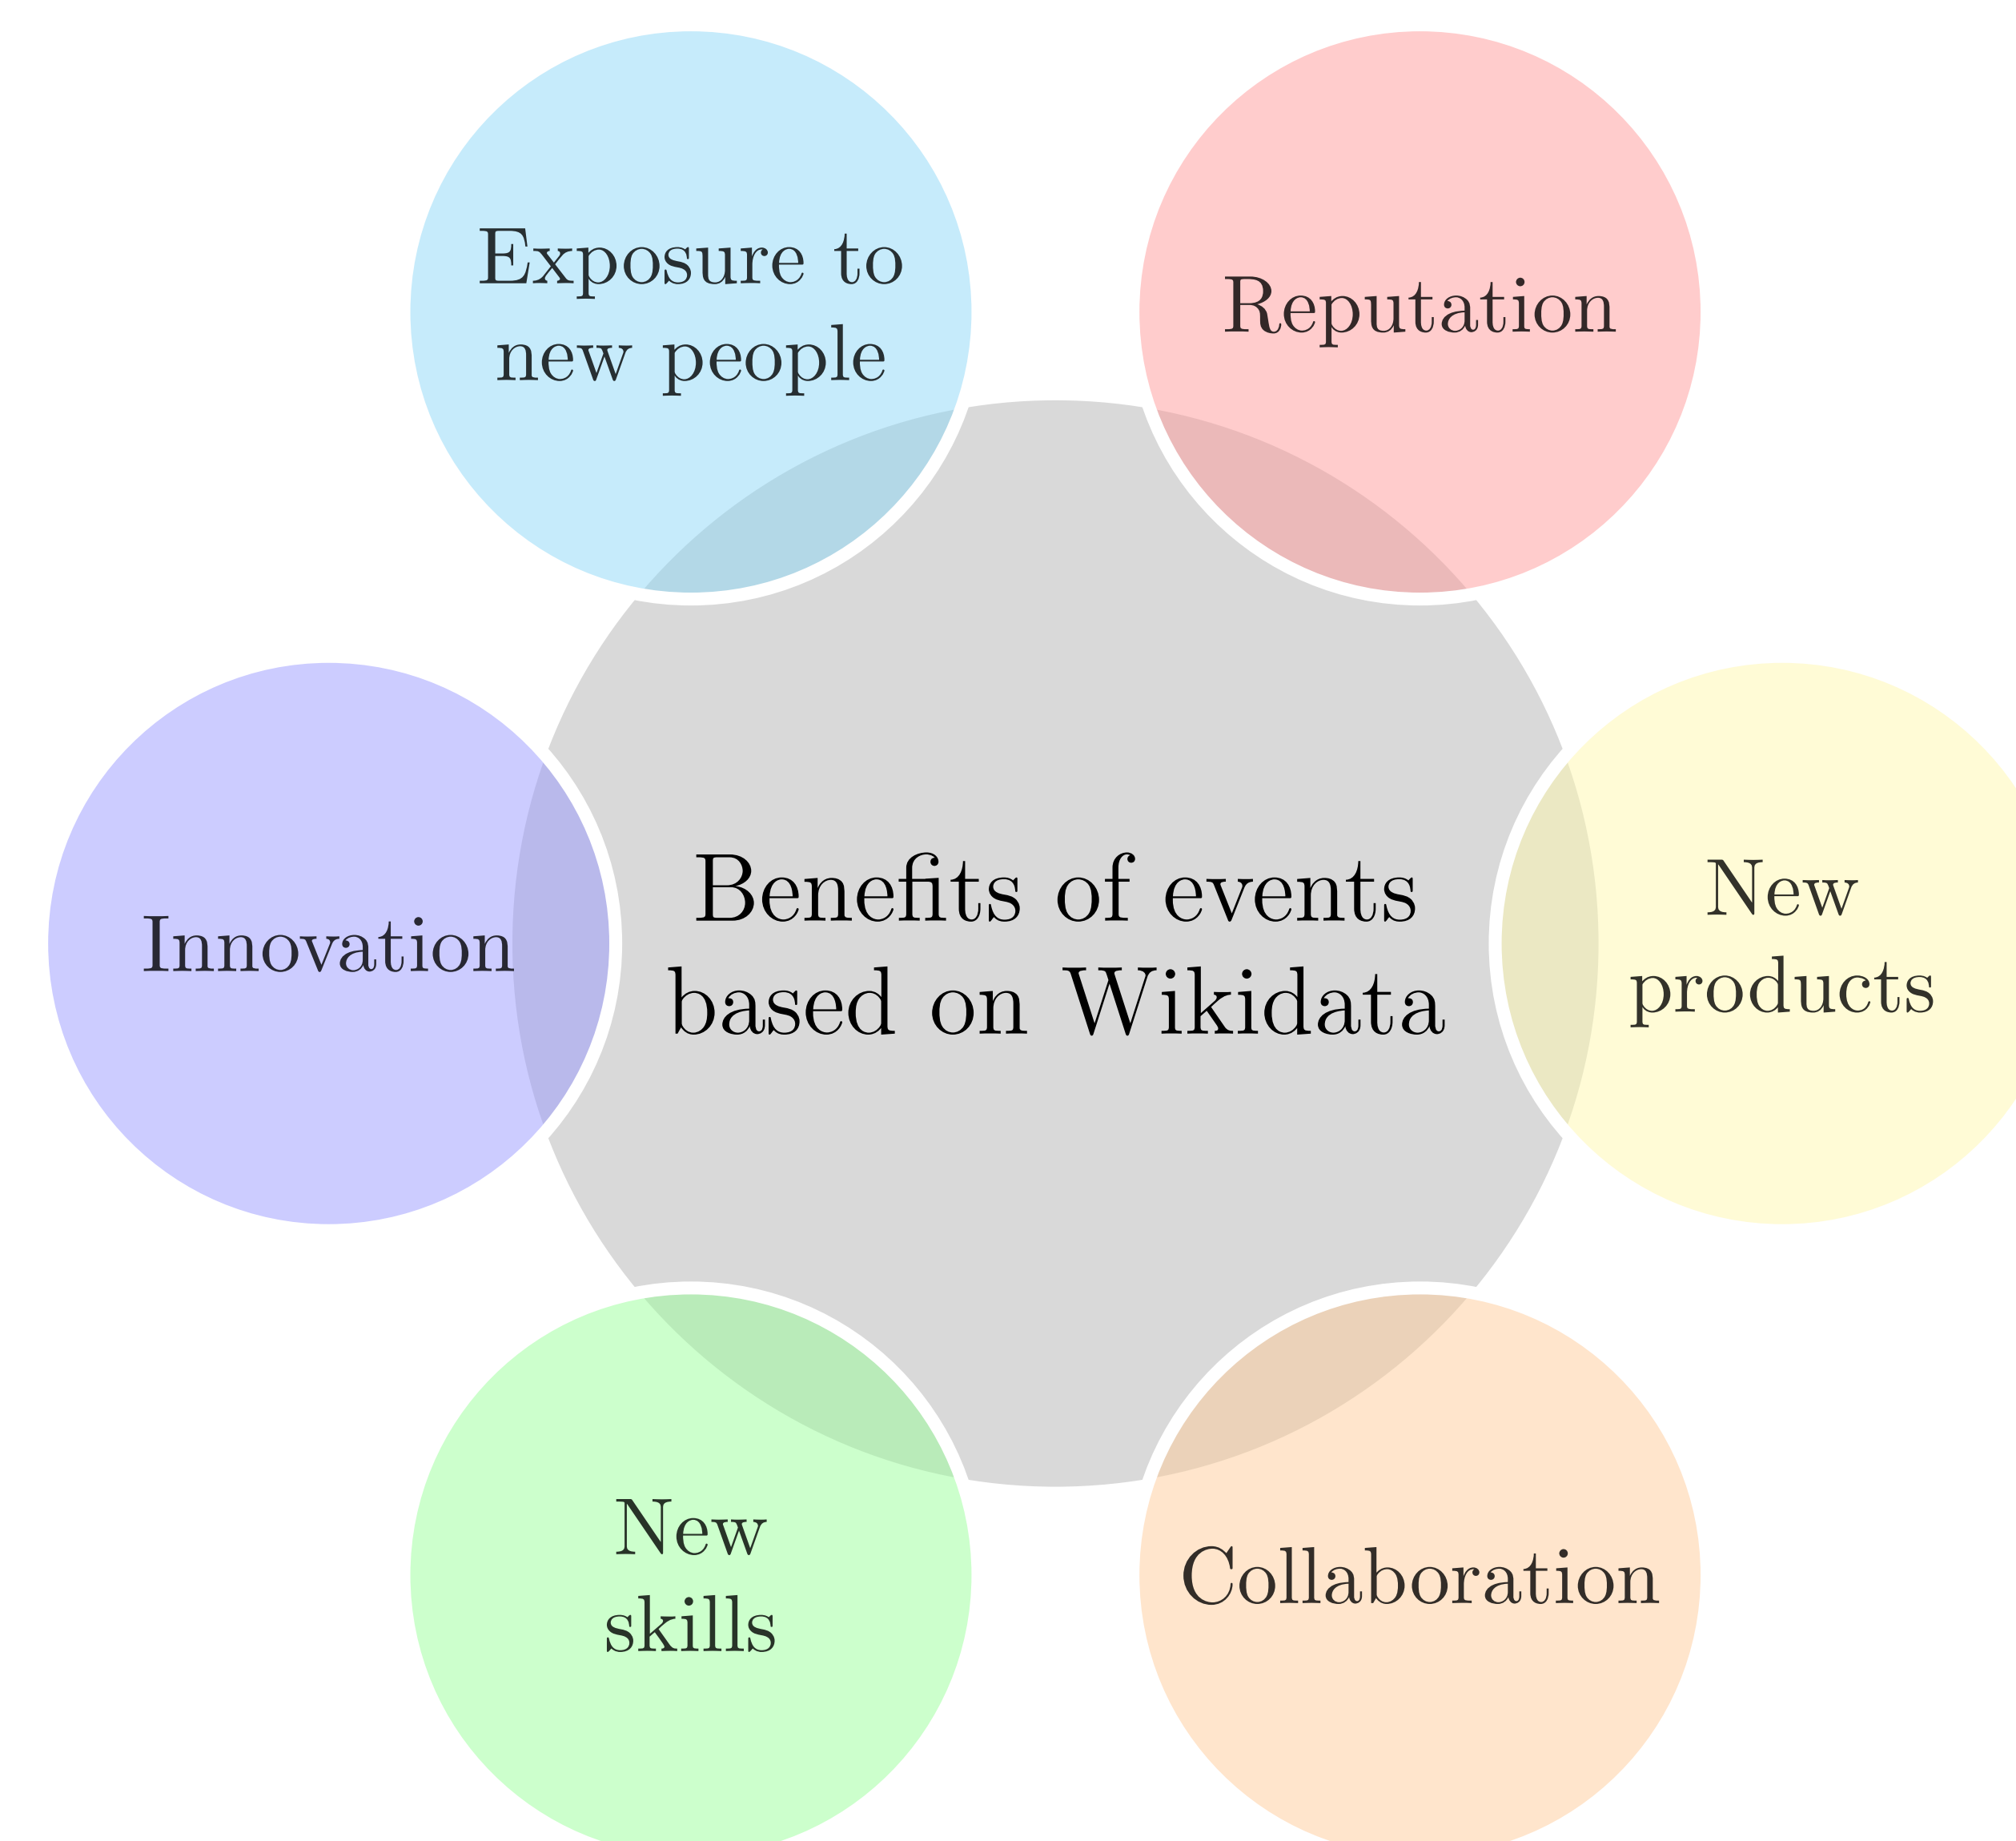 Exposure to
new people
Reputation
Innovation
Benefits of events
based on Wikidata
New
products
New
skills
Collaboration